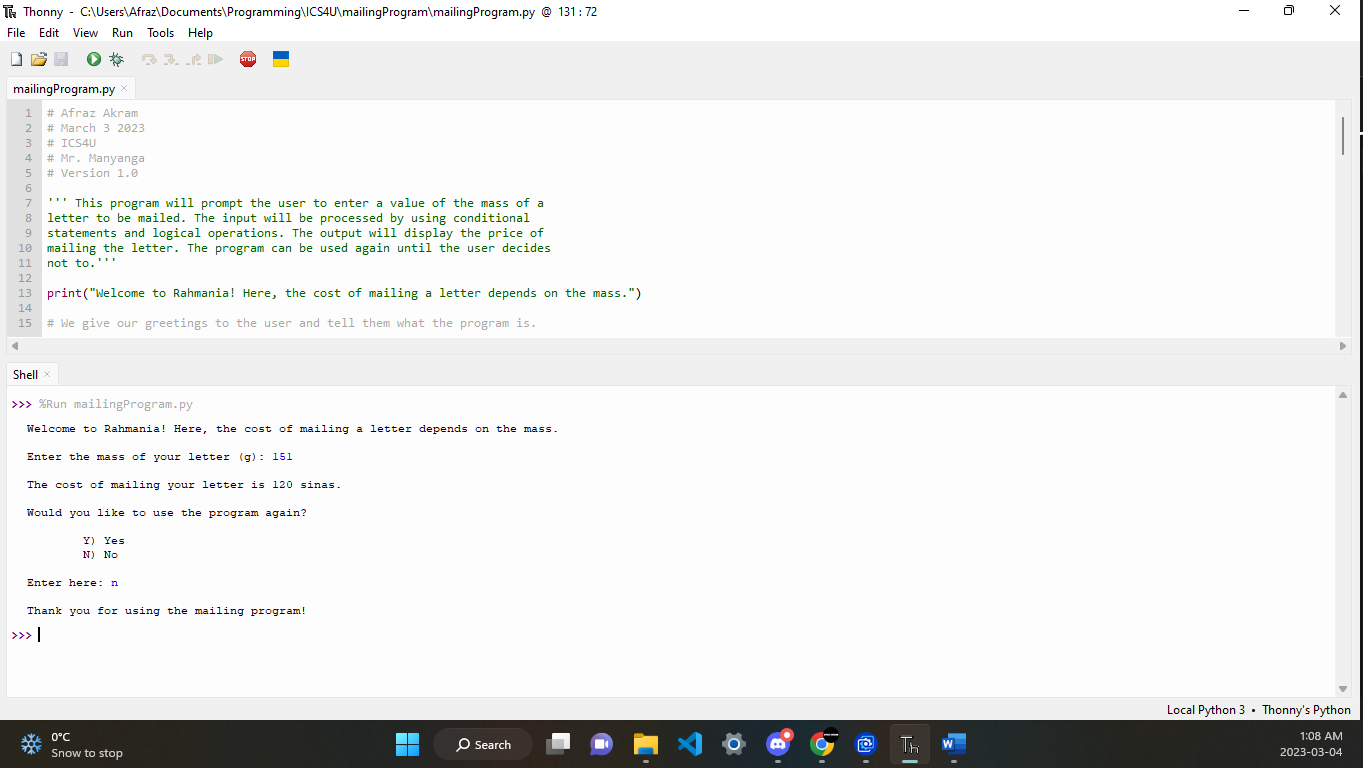 Thonny - C:\Users\Afraz\Documents\Programming\ICS4U\mailingProgram\mailingProgram.py @ 131 : 72
File Edit View Run Tools Help
STOP
mailingProgram.py ×
1 # Afraz Akram
2 # March 3 2023
3 # ICS4U
4 # Mr. Manyanga
5 # Version 1.0
6
7 ''' This program will prompt the user to enter a value of the mass of a
8 letter to be mailed. The input will be processed by using conditional
9 statements and logical operations. The output will display the price of
10 mailing the letter. The program can be used again until the user decides
11 not to.'''
12
13 print("Welcome to Rahmania! Here, the cost of mailing a letter depends on the mass.")
14
15 # We give our greetings to the user and tell them what the program is.
Shell ×
>>> %Run mailingProgram.py
Welcome to Rahmania! Here, the cost of mailing a letter depends on the mass.
Enter the mass of your letter (g): 151
The cost of mailing your letter is 120 sinas.
Would you like to use the program again?
Y) Yes
N) No
Enter here: n
Thank you for using the mailing program!
>>>
Local Python 3 • Thonny's Python
0°C
Snow to stop
Search
1:08 AM
2023-03-04